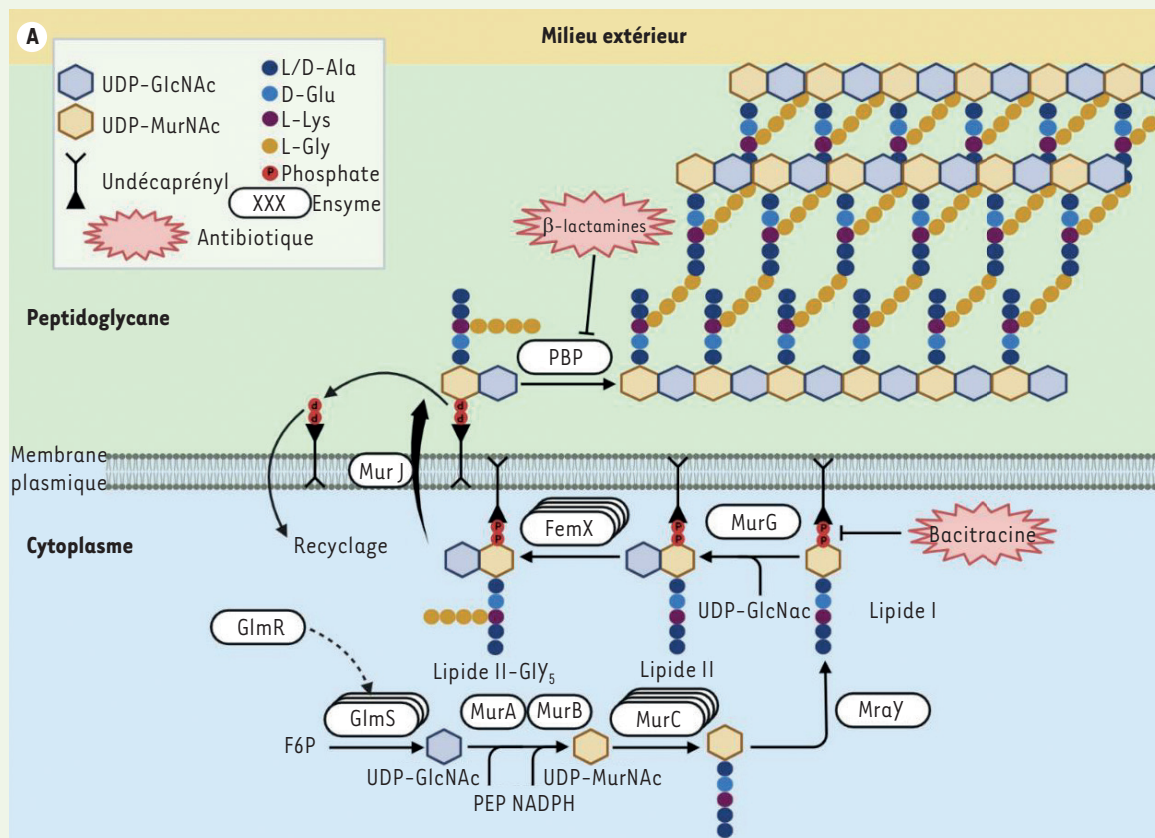 A
Milieu extérieur
UDP-GlcNAc
UDP-MurNAc
Undécaprényl
Antibiotique
L/D-Ala
D-Glu
L-Lys
L-Gly
P Phosphate
XXX Ensyme
β-lactamines
Peptidoglycane
PBP
P
P
P
P
Membrane
plasmique
MurJ
Cytoplasme
Recyclage
P
P
FemX
P
P
MurG
P
P
Bacitracine
UDP-GlcNac
Lipide I
GlmR
Lipide II-Gly5
Lipide II
GlmS
MurA
MurB
MurC
MraY
F6P
UDP-GlcNAc
UDP-MurNAc
PEP NADPH